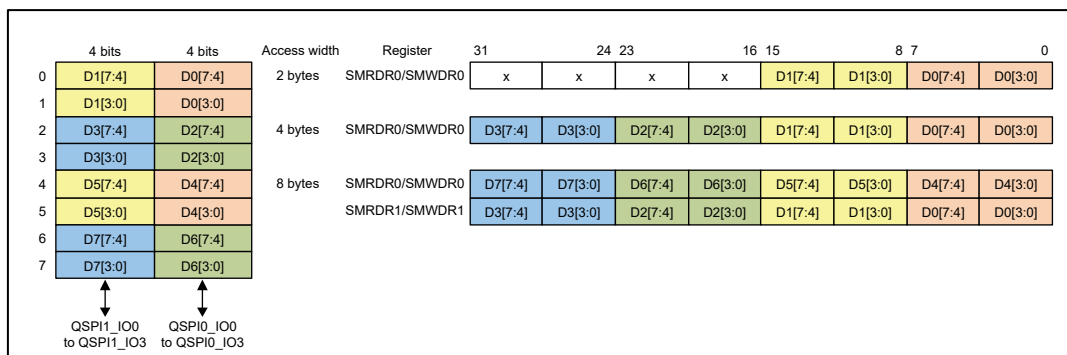 4 bits 4 bits Access width Register 31 24 23 16 15 8 7 0
0 D1[7:4] D0[7:4] 2 bytes SMRDR0/SMWDR0 x x x x D1[7:4] D1[3:0] D0[7:4] D0[3:0]
1 D1[3:0] D0[3:0]
2 D3[7:4] D2[7:4] 4 bytes SMRDR0/SMWDR0 D3[7:4] D3[3:0] D2[7:4] D2[3:0] D1[7:4] D1[3:0] D0[7:4] D0[3:0]
3 D3[3:0] D2[3:0]
4 D5[7:4] D4[7:4] 8 bytes SMRDR0/SMWDR0 D7[7:4] D7[3:0] D6[7:4] D6[3:0] D5[7:4] D5[3:0] D4[7:4] D4[3:0]
5 D5[3:0] D4[3:0] SMRDR1/SMWDR1 D3[7:4] D3[3:0] D2[7:4] D2[3:0] D1[7:4] D1[3:0] D0[7:4] D0[3:0]
6 D7[7:4] D6[7:4]
7 D7[3:0] D6[3:0]
QSPI1_IO0 QSPI0_IO0
to QSPI1_IO3 to QSPI0_IO3